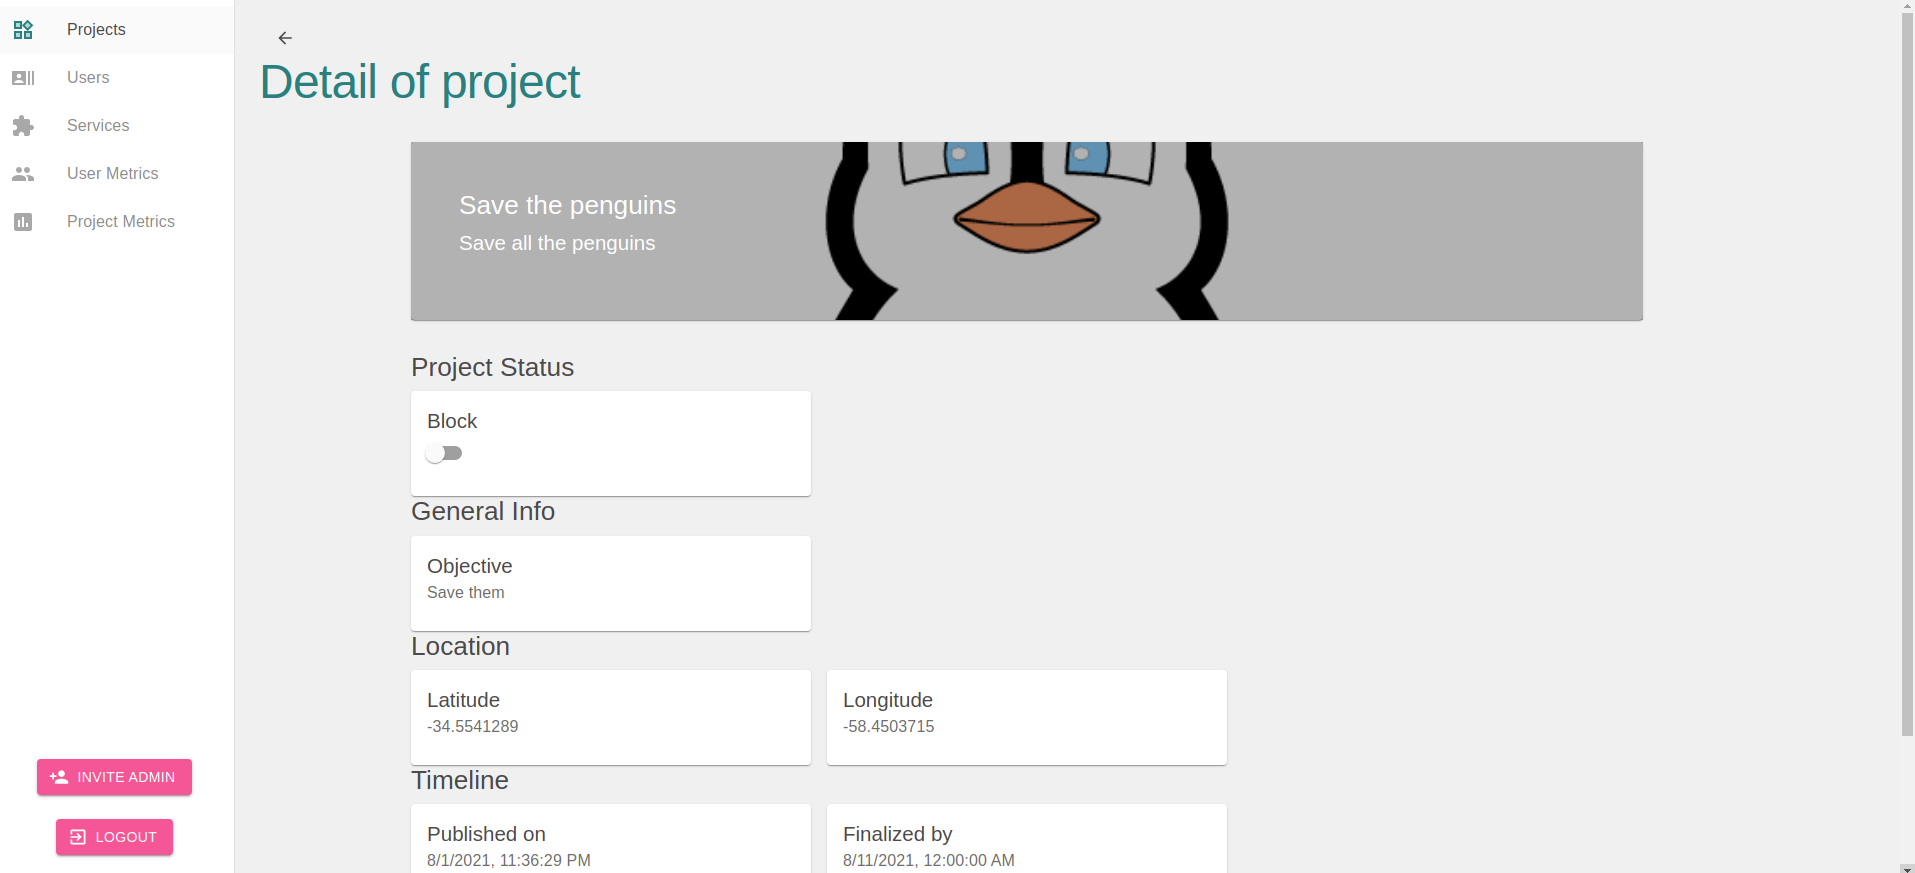 Projects
Users
Services
User Metrics
Project Metrics
INVITE ADMIN
LOGOUT
Detail of project
Save the penguins
Save all the penguins
Project Status
Block
General Info
Objective
Save them
Location
Latitude
-34.5541289
Longitude
-58.4503715
Timeline
Published on
8/1/2021, 11:36:29 PM
Finalized by
8/11/2021, 12:00:00 AM